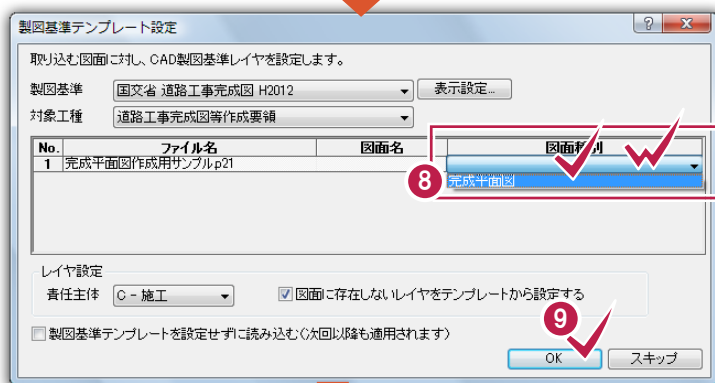 製図基準テンプレート設定
取り込む図面に対し、CAD製図基準レイヤを設定します。
製図基準 国交省 道路工事完成図 H2012 表示設定...
対象工種 道路工事完成図等作成要領
No. ファイル名 図面名 図面種別
1 完成平面図作成用サンプル.p21
8 完成平面図
レイヤ設定
責任主体 C - 施工 図面に存在しないレイヤをテンプレートから設定する
9
製図基準テンプレートを設定せずに読み込む(次回以降も適用されます)
OK スキップ